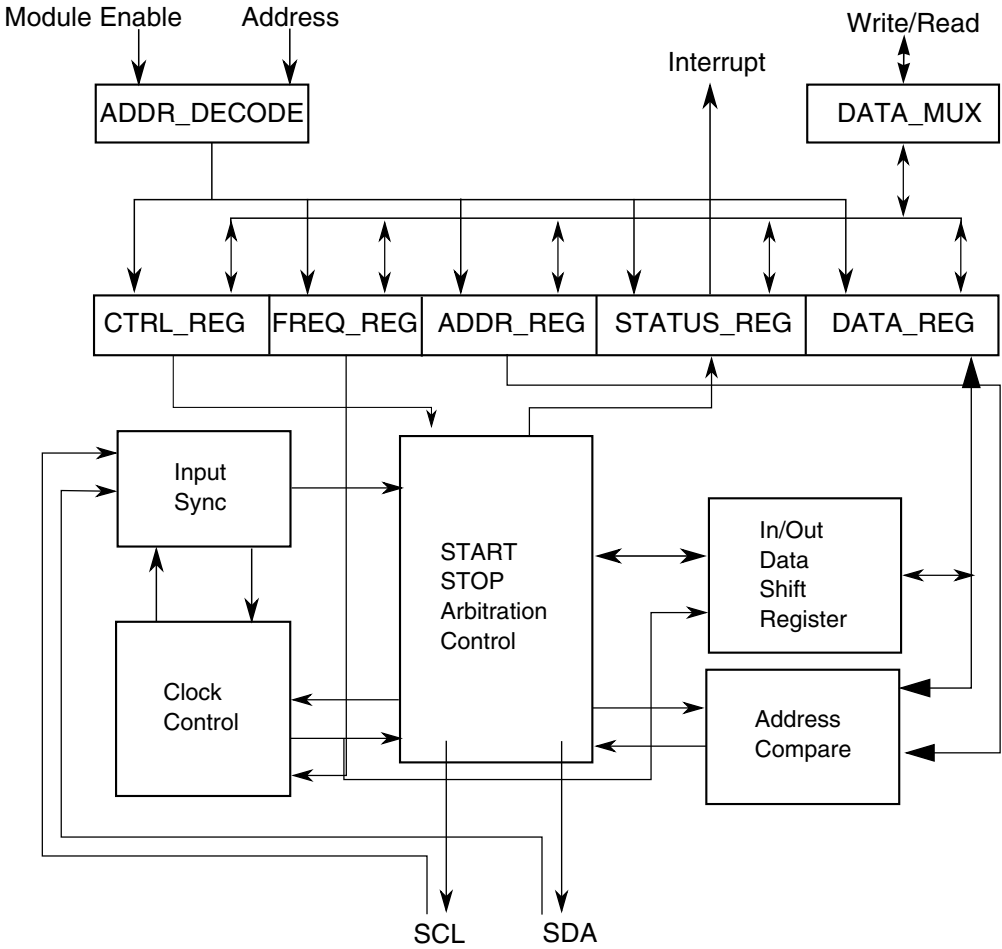 Module Enable
Address
Write/Read
Interrupt
ADDR_DECODE
DATA_MUX
CTRL_REG
FREQ_REG
ADDR_REG
STATUS_REG
DATA_REG
Input
Sync
START
STOP
Arbitration
Control
In/Out
Data
Shift
Register
Clock
Control
Address
Compare
SCL
SDA